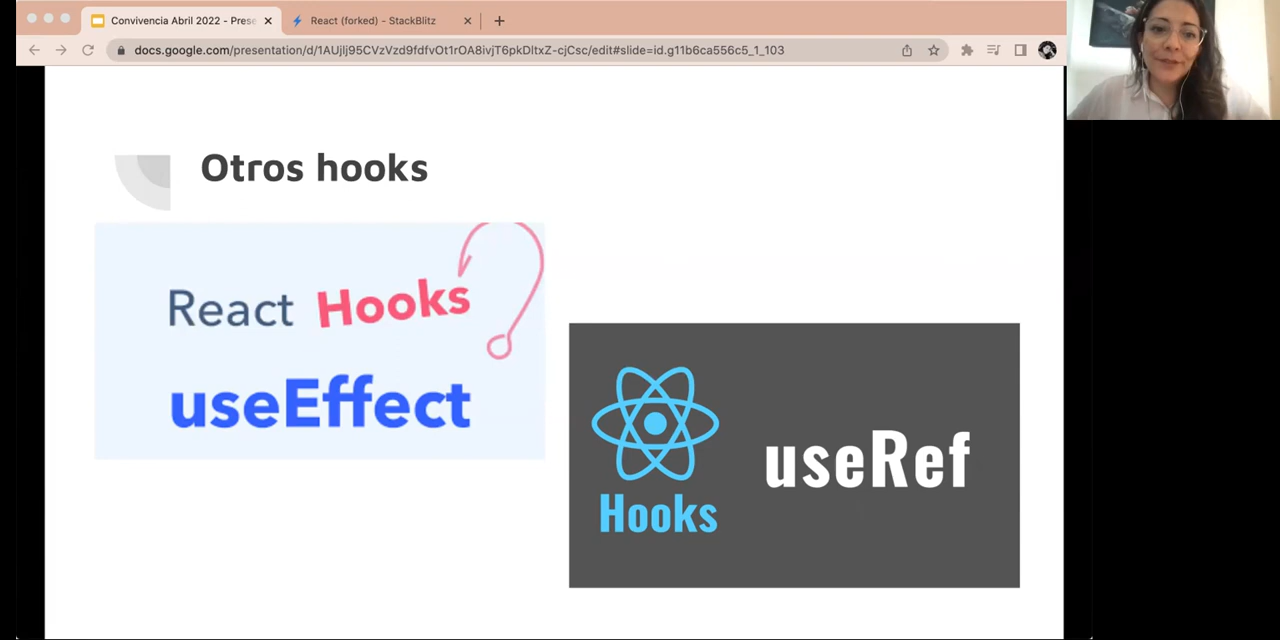 Convivencia Abril 2022 - Prese
React (forked) - StackBlitz
docs.google.com/presentation/d/1AUjlj95CVzVzd9fdfvOt1rOA8ivjT6pkDltxZ-cjCsc/edit#slide=id.g11b6ca556c5_1_103
Otros hooks
React Hooks
useEffect
useRef
Hooks